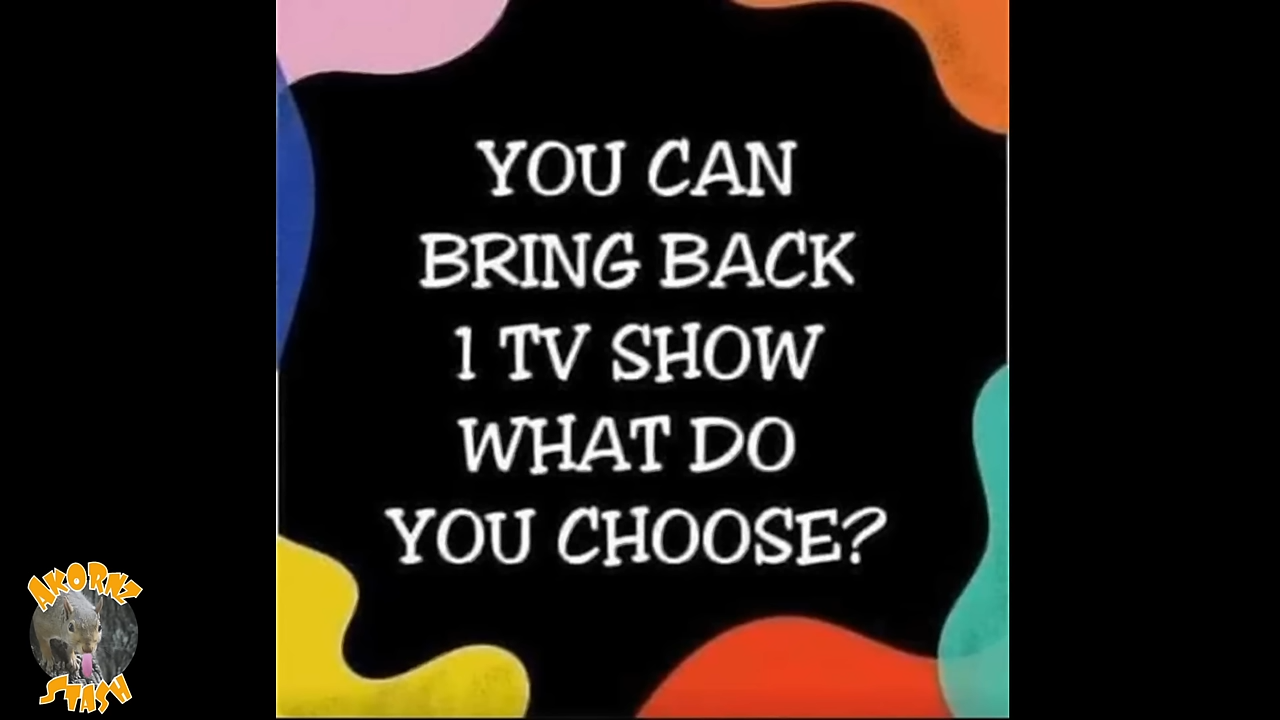 YOU CAN
BRING BACK
1 TV SHOW
WHAT DO
YOU CHOOSE?
AKORNZ
STASH